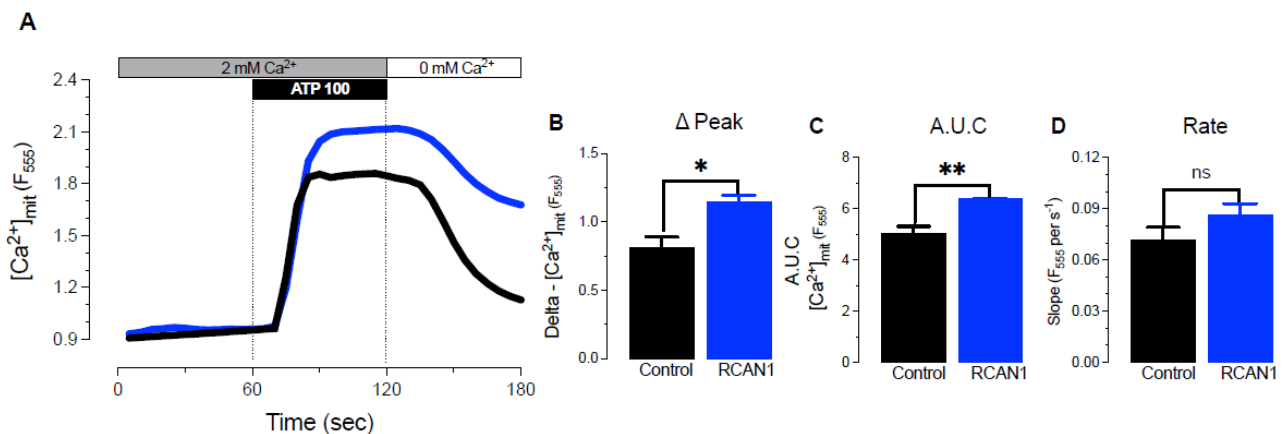 A
2 mM Ca²⁺
0 mM Ca²⁺
ATP 100
[Ca²⁺]mit (F555)
2.4
2.1
1.8
1.5
1.2
0.9
0
60
120
180
Time (sec)
B
Δ Peak
Delta - [Ca²⁺]mit (F555)
1.5
1.0
0.5
0.0
*
Control
RCAN1
C
A.U.C
A.U.C
[Ca²⁺]mit (F555)
8
6
4
2
0
**
Control
RCAN1
D
Rate
Slope (F555 per s⁻¹)
0.12
0.09
0.06
0.03
0.00
ns
Control
RCAN1